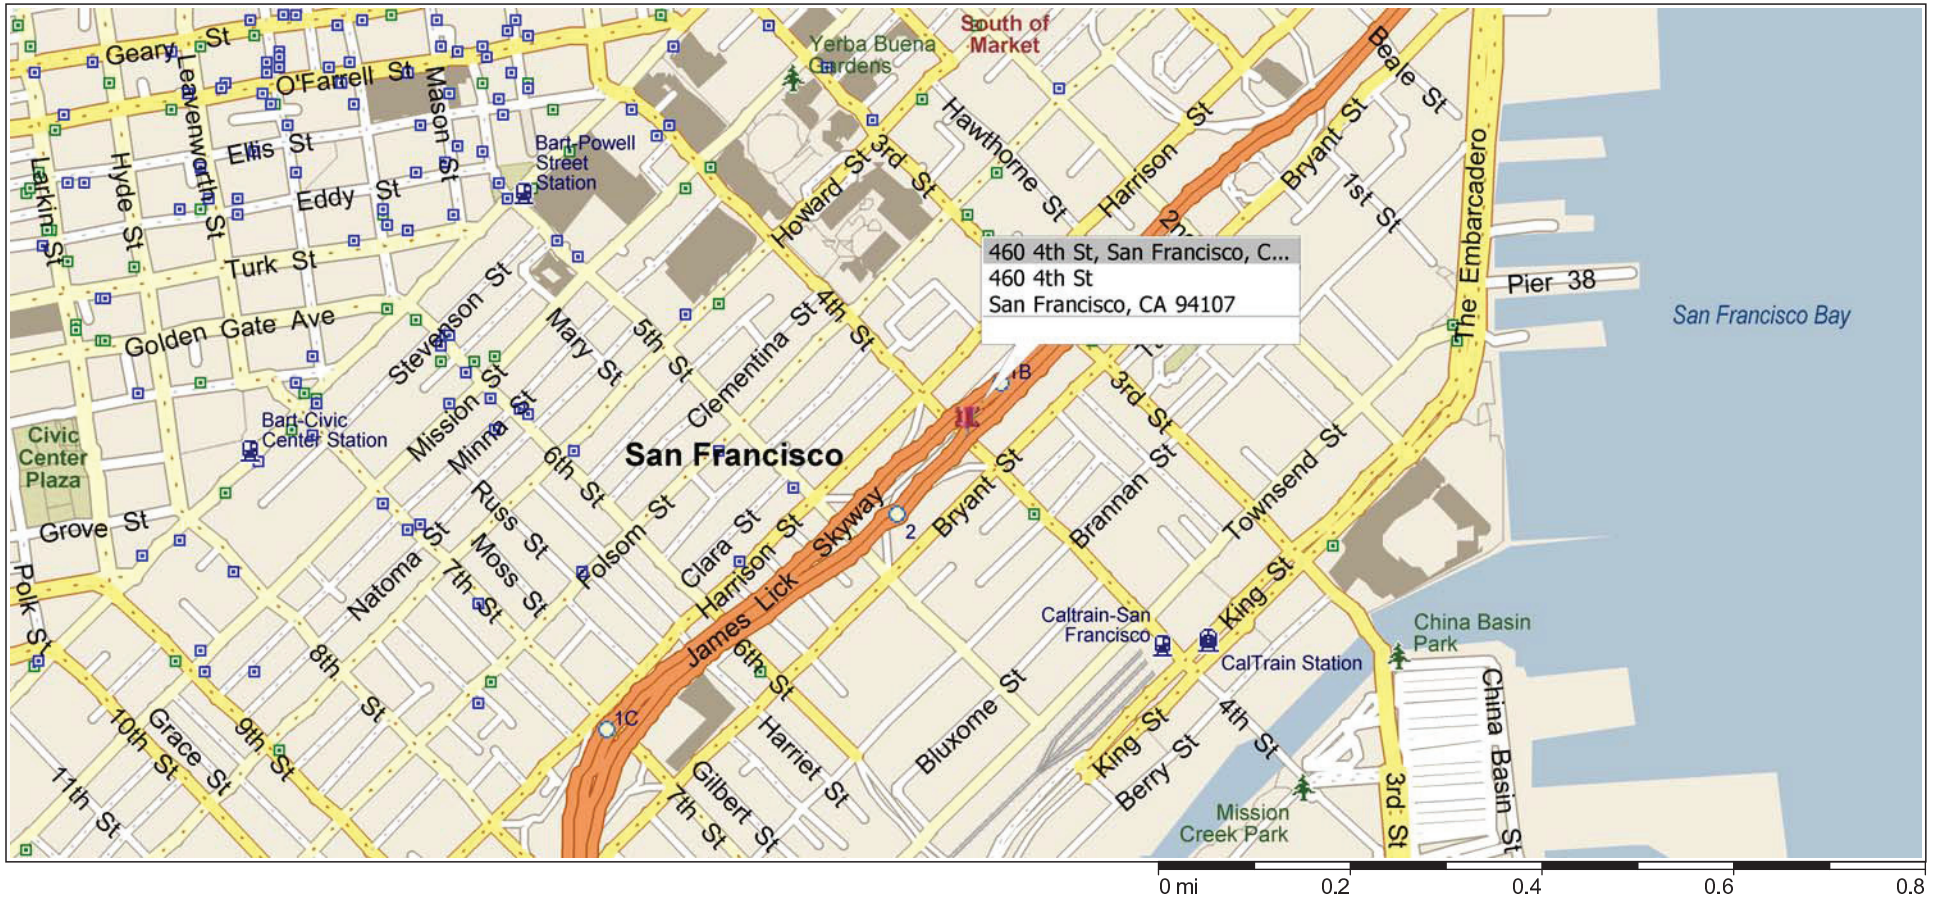 Geary St
Leavenworth St
O'Farrell St
Mason St
Ellis St
Larkin St
Hyde St
Eddy St
Turk St
Golden Gate Ave
Bart-Powell
Street
Station
Yerba Buena
Gardens
South of
Market
Hawthorne St
3rd St
Howard St
Harrison St
Beale St
Bryant St
1st St
The Embarcadero
Pier 38
San Francisco Bay
460 4th St, San Francisco, C...
460 4th St
San Francisco, CA 94107
1B
4th St
5th St
Mary St
Clementina St
Stevenson St
Mission St
Minna St
Bart-Civic
Center Station
Civic
Center
Plaza
Grove St
Polk St
San Francisco
6th St
Russ St
Moss St
Folsom St
Clara St
Harrison St
James Lick Skyway
2
Bryant St
Brannan St
3rd St
Townsend St
King St
Natoma St
7th St
8th St
9th St
10th St
Grace St
11th St
1C
6th St
Harriet St
Gilbert St
7th St
Bluxome St
Caltrain-San
Francisco
CalTrain Station
King St
Berry St
4th St
China Basin
Park
China Basin St
Mission
Creek Park
3rd St
0 mi 0.2 0.4 0.6 0.8